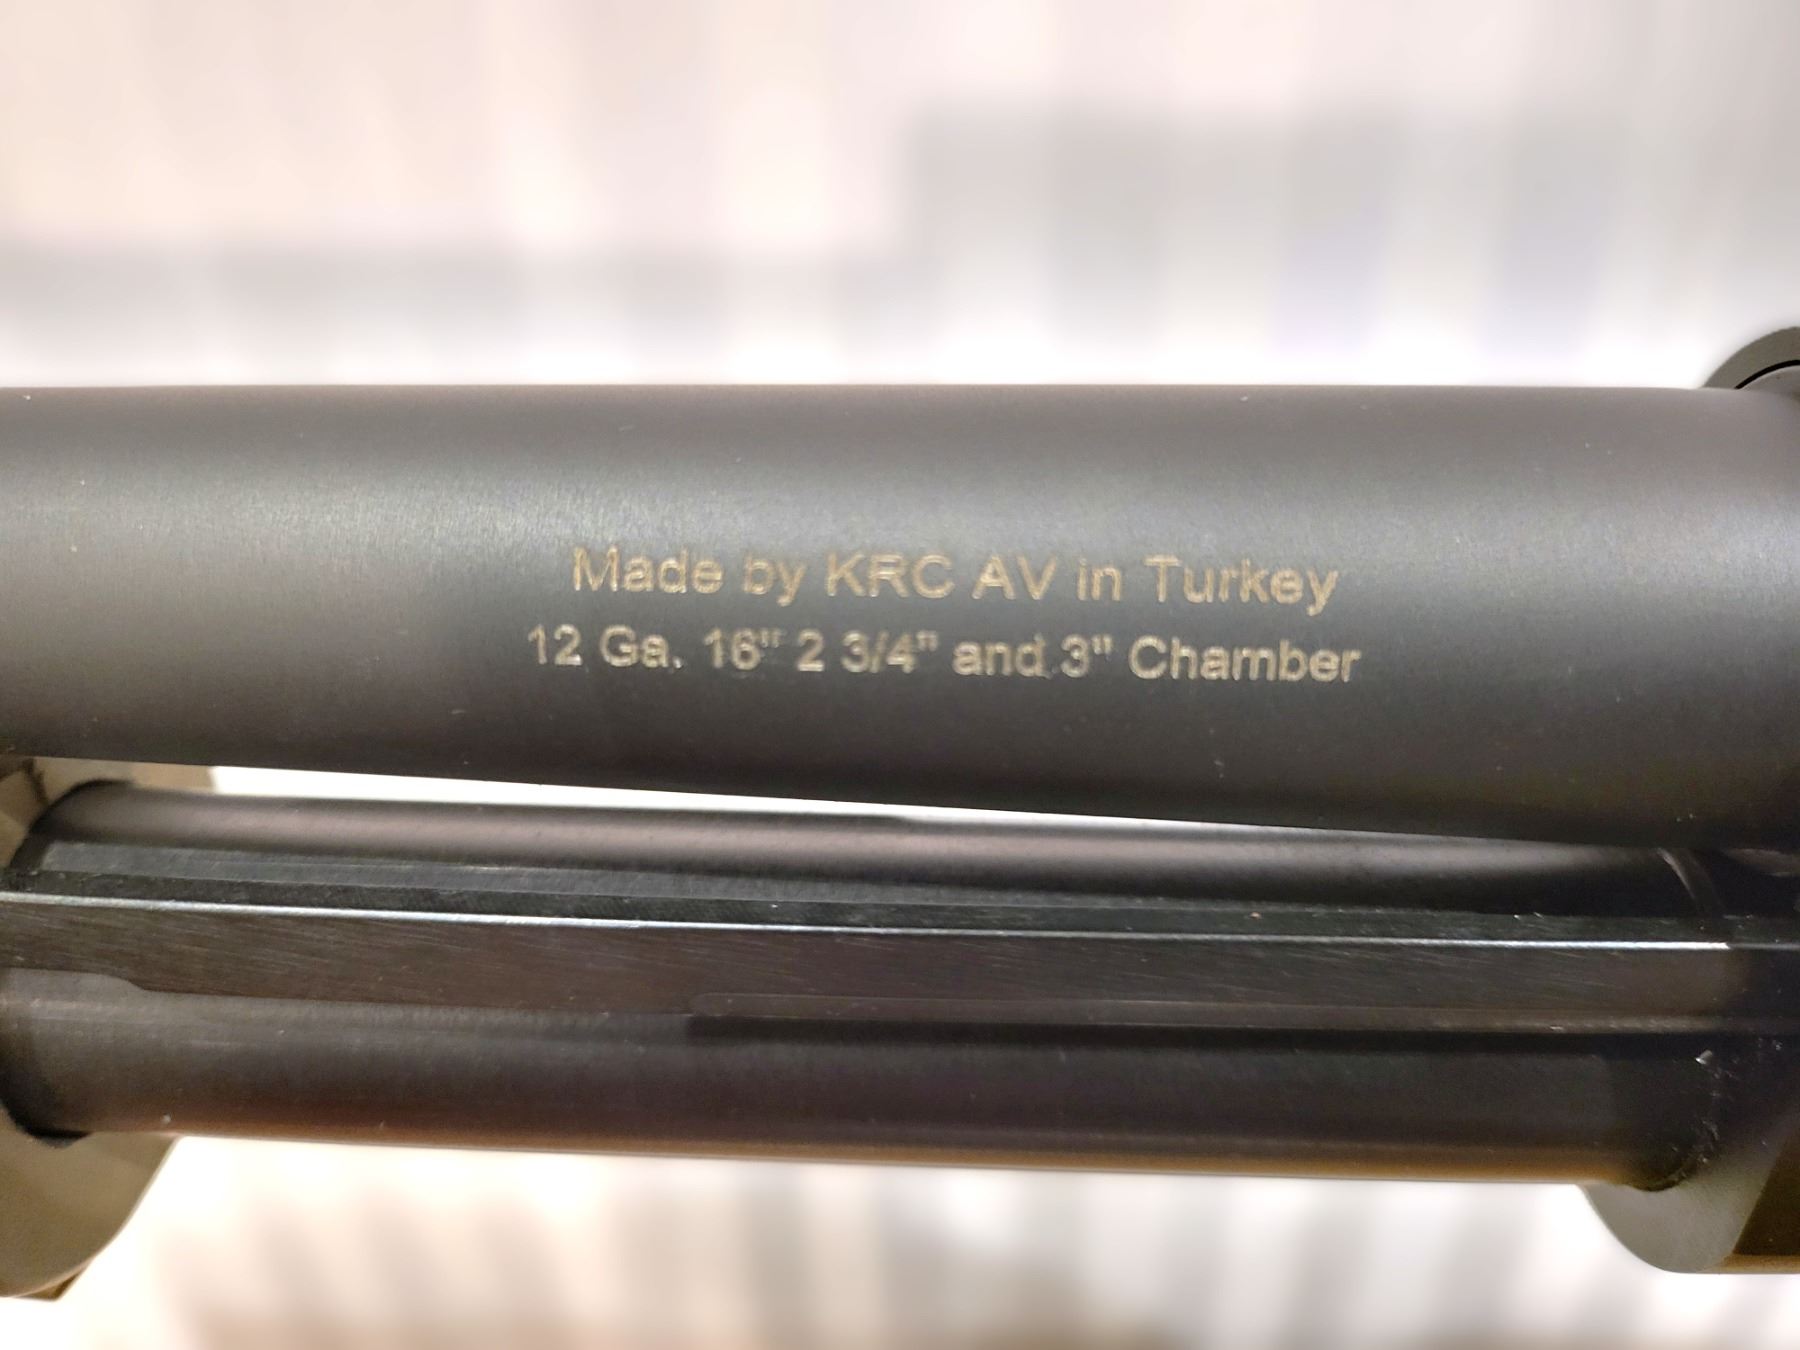 Made by KRC AV in Turkey
12 Ga. 16" 2 3/4" and 3" Chamber